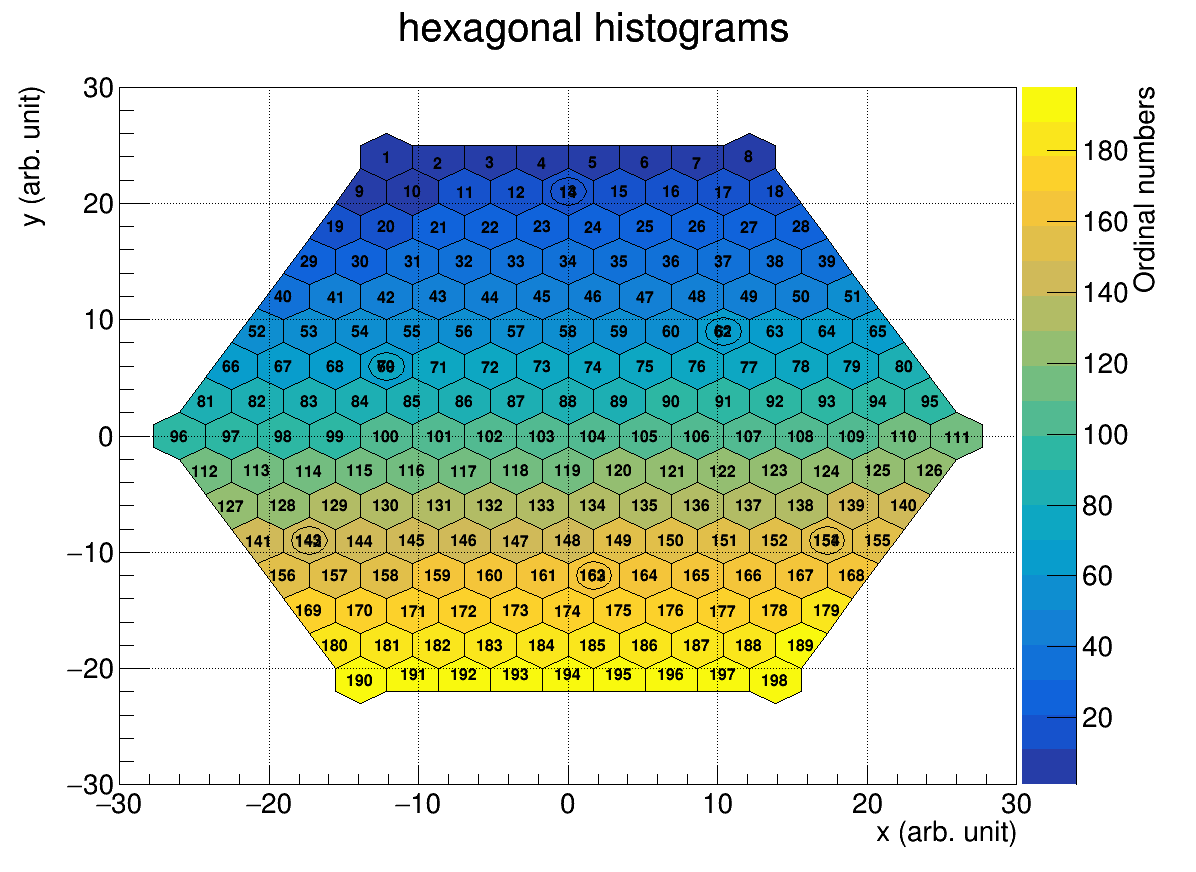 hexagonal histograms
y (arb. unit)
30
20
10
0
−10
−20
−30
1 2 3 4 5 6 7 8
9 10 11 12 15 16 17 18
19 20 21 22 23 24 25 26 27 28
29 30 31 32 33 34 35 36 37 38 39
40 41 42 43 44 45 46 47 48 49 50 51
52 53 54 55 56 57 58 59 60 63 64 65
66 67 68 71 72 73 74 75 76 77 78 79 80
81 82 83 84 85 86 87 88 89 90 91 92 93 94 95
96 97 98 99 100 101 102 103 104 105 106 107 108 109 110 111
112 113 114 115 116 117 118 119 120 121 122 123 124 125 126
127 128 129 130 131 132 133 134 135 136 137 138 139 140
141 144 145 146 147 148 149 150 151 152 155
156 157 158 159 160 161 164 165 166 167 168
169 170 171 172 173 174 175 176 177 178 179
180 181 182 183 184 185 186 187 188 189
190 191 192 193 194 195 196 197 198
−30 −20 −10 0 10 20 30
x (arb. unit)
180
160
140
120
100
80
60
40
20
Ordinal numbers